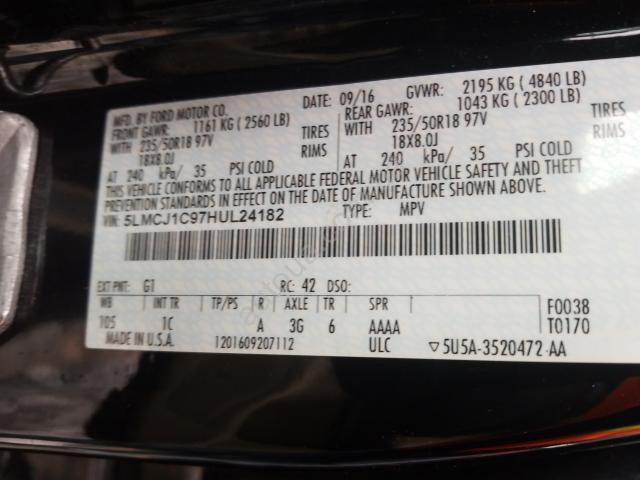 MFD. BY FORD MOTOR CO. DATE: 09/16 GVWR: 2195 KG ( 4840 LB)
FRONT GAWR: 1161 KG ( 2560 LB) REAR GAWR: 1043 KG ( 2300 LB)
WITH 235/50R18 97V TIRES WITH 235/50R18 97V TIRES
18X8.0J RIMS 18X8.0J RIMS
AT 240 kPa/ 35 PSI COLD AT 240 kPa/ 35 PSI COLD
THIS VEHICLE CONFORMS TO ALL APPLICABLE FEDERAL MOTOR VEHICLE SAFETY AND THEFT
PREVENTION STANDARDS IN EFFECT ON THE DATE OF MANUFACTURE SHOWN ABOVE.
VIN: 5LMCJ1C97HUL24182 TYPE: MPV
EXT PNT: G1 RC: 42 DSO:
WB INT TR TP/PS R AXLE TR SPR F0038
105 1C A 3G 6 AAAA T0170
MADE IN U.S.A. 1201609207112 ULC ▽5U5A-3520472-AA